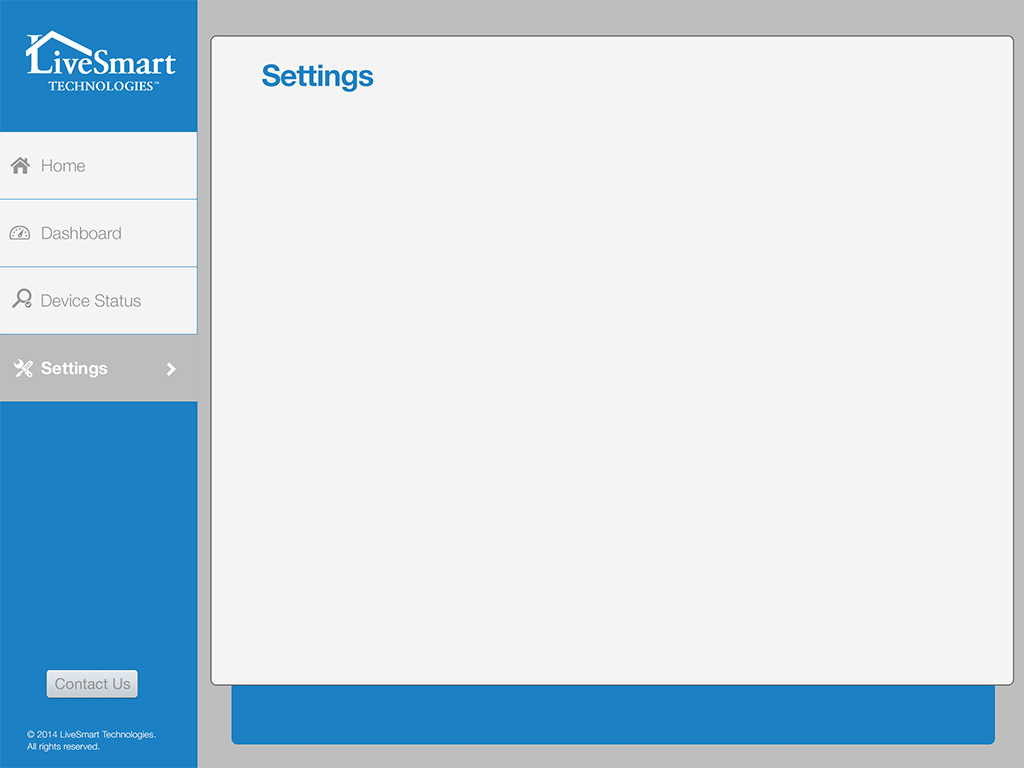 LiveSmart
TECHNOLOGIES™
Home
Dashboard
Device Status
Settings
Contact Us
© 2014 LiveSmart Technologies.
All rights reserved.
Settings